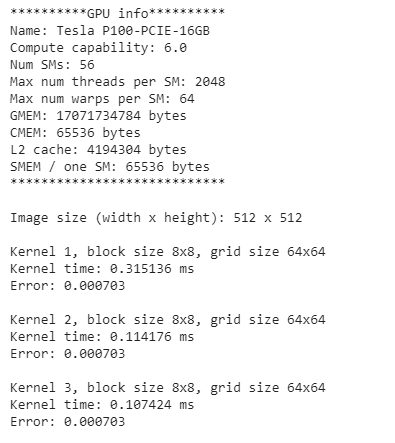 **********GPU info**********
Name: Tesla P100-PCIE-16GB
Compute capability: 6.0
Num SMs: 56
Max num threads per SM: 2048
Max num warps per SM: 64
GMEM: 17071734784 bytes
CMEM: 65536 bytes
L2 cache: 4194304 bytes
SMEM / one SM: 65536 bytes
****************************
Image size (width x height): 512 x 512
Kernel 1, block size 8x8, grid size 64x64
Kernel time: 0.315136 ms
Error: 0.000703
Kernel 2, block size 8x8, grid size 64x64
Kernel time: 0.114176 ms
Error: 0.000703
Kernel 3, block size 8x8, grid size 64x64
Kernel time: 0.107424 ms
Error: 0.000703